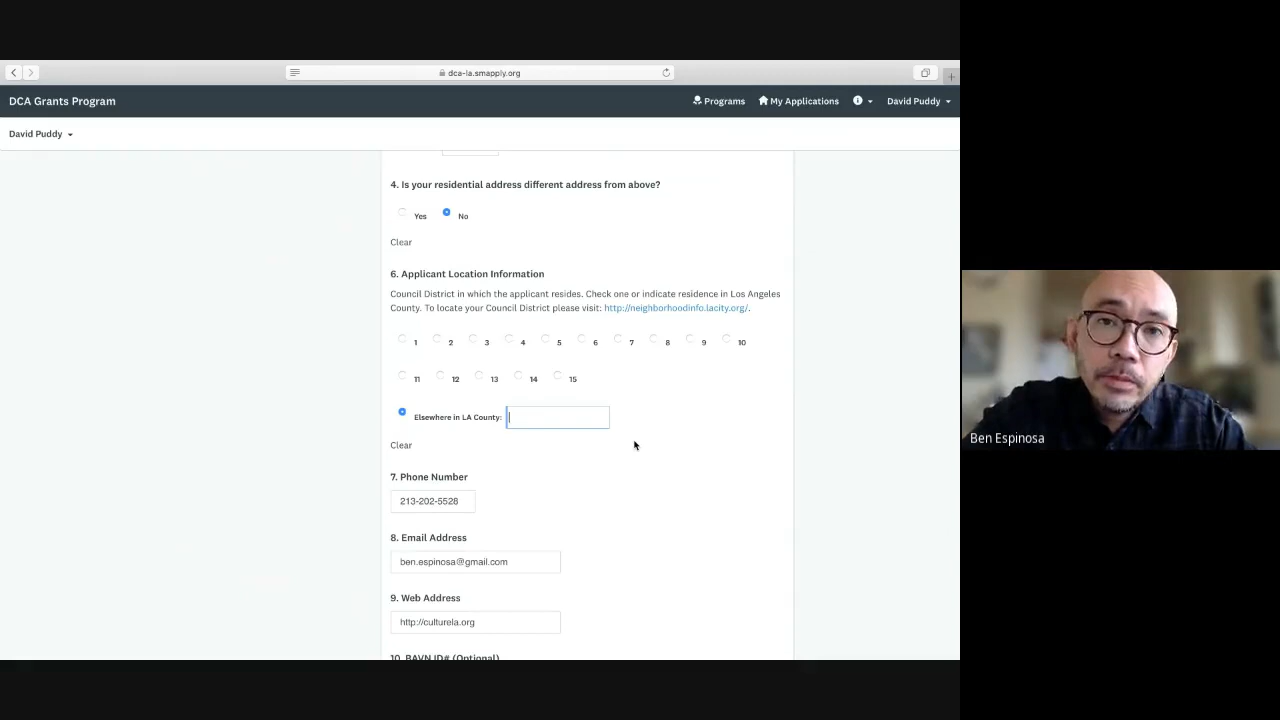 dca-la.smapply.org
DCA Grants Program
Programs
My Applications
David Puddy
David Puddy
4. Is your residential address different address from above?
Yes
No
Clear
6. Applicant Location Information
Council District in which the applicant resides. Check one or indicate residence in Los Angeles
County. To locate your Council District please visit: http://neighborhoodinfo.lacity.org/.
1 2 3 4 5 6 7 8 9 10
11 12 13 14 15
Elsewhere in LA County:
Clear
7. Phone Number
213-202-5528
8. Email Address
ben.espinosa@gmail.com
9. Web Address
http://culturela.org
10. BAVN ID# (Optional)
Ben Espinosa